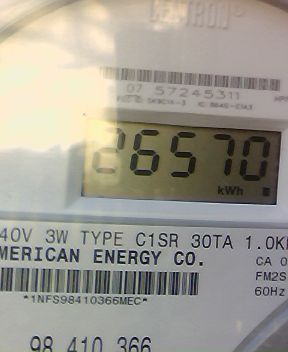 CENTRON®
07 57245311
26570
kWh
40V 3W TYPE C1SR 30TA 1.0K
MERICAN ENERGY CO.
CA 0
FM2S
60Hz
*1NFS98410366MEC*
98 410 366